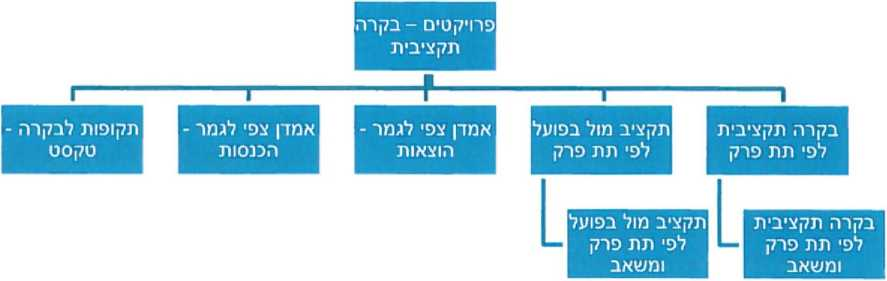 פרויקטים – בקרה
תקציבית
בקרה תקציבית
לפי תת פרק
תקציב מול בפועל
לפי תת פרק
אמדן צפי לגמר -
הוצאות
אמדן צפי לגמר -
הכנסות
תקופות לבקרה -
טקסט
בקרה תקציבית
לפי תת פרק
ומשאב
תקציב מול בפועל
לפי תת פרק
ומשאב